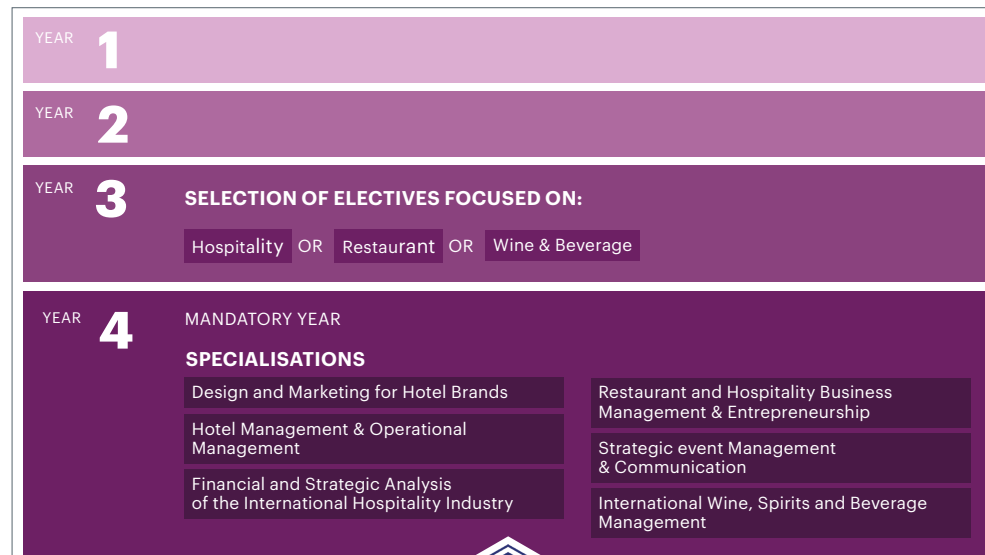 YEAR 1
YEAR 2
YEAR 3
SELECTION OF ELECTIVES FOCUSED ON:
Hospitality OR Restaurant OR Wine & Beverage
YEAR 4
MANDATORY YEAR
SPECIALISATIONS
Design and Marketing for Hotel Brands
Hotel Management & Operational
Management
Financial and Strategic Analysis
of the International Hospitality Industry
Restaurant and Hospitality Business
Management & Entrepreneurship
Strategic event Management
& Communication
International Wine, Spirits and Beverage
Management